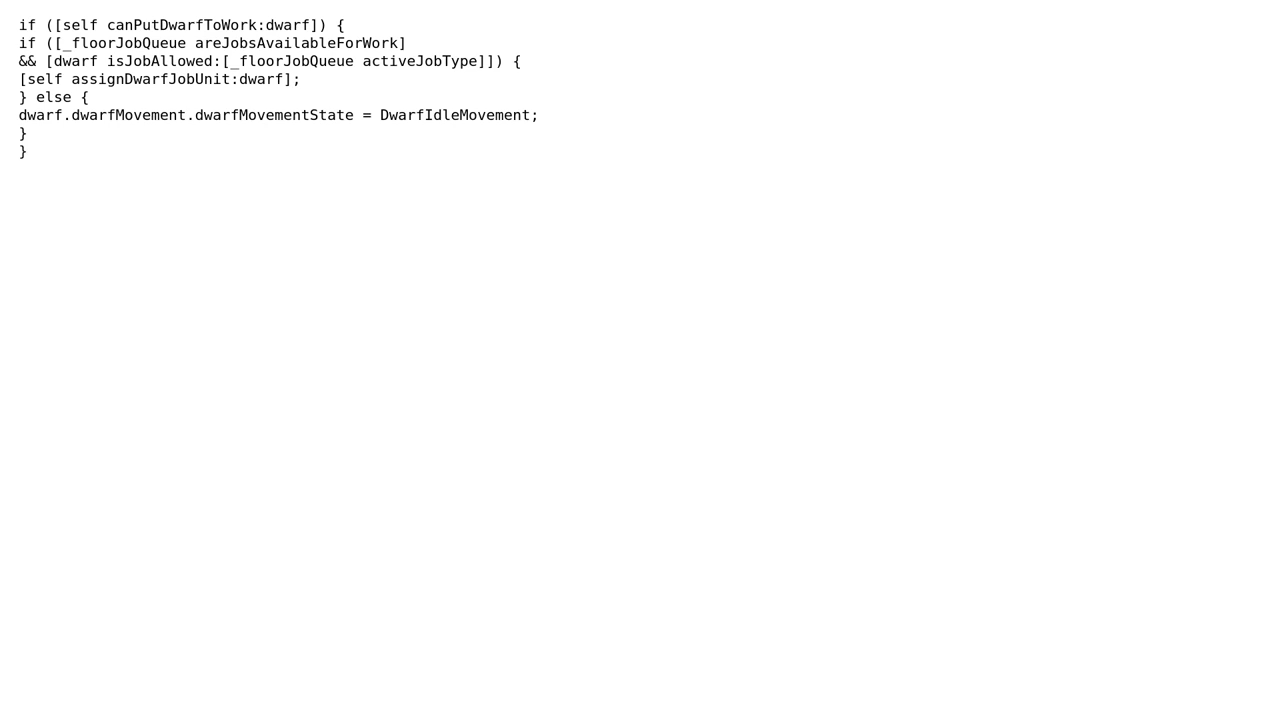 if ([self canPutDwarfToWork:dwarf]) {
if ([_floorJobQueue areJobsAvailableForWork]
&& [dwarf isJobAllowed:[_floorJobQueue activeJobType]]) {
[self assignDwarfJobUnit:dwarf];
} else {
dwarf.dwarfMovement.dwarfMovementState = DwarfIdleMovement;
}
}